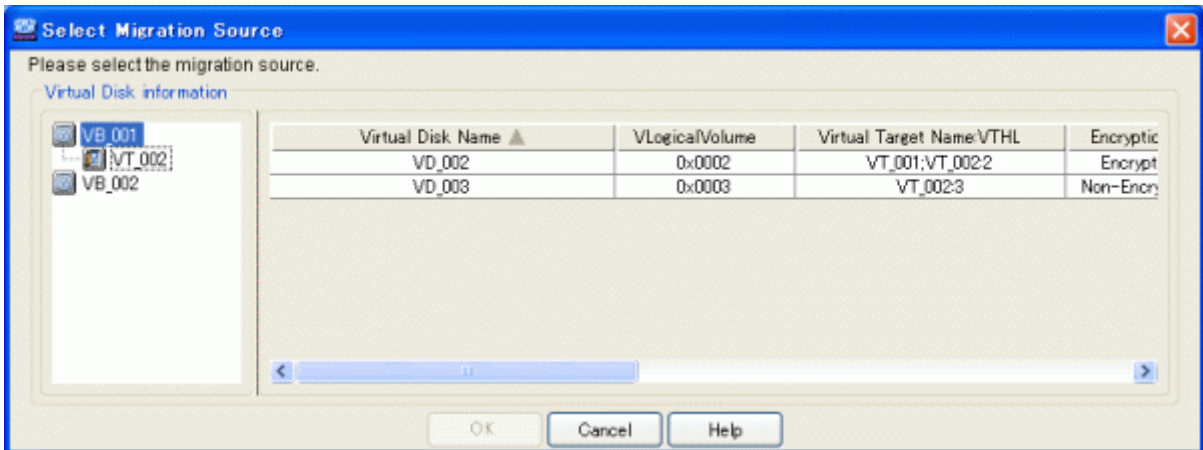 Select Migration Source
Please select the migration source.
Virtual Disk information
VB_001
VT_002
VB_002
Virtual Disk Name VLogicalVolume Virtual Target Name:VTHL Encryptic
VD_002 0x0002 VT_001;VT_002:2 Encrypt
VD_003 0x0003 VT_002:3 Non-Encry
OK Cancel Help